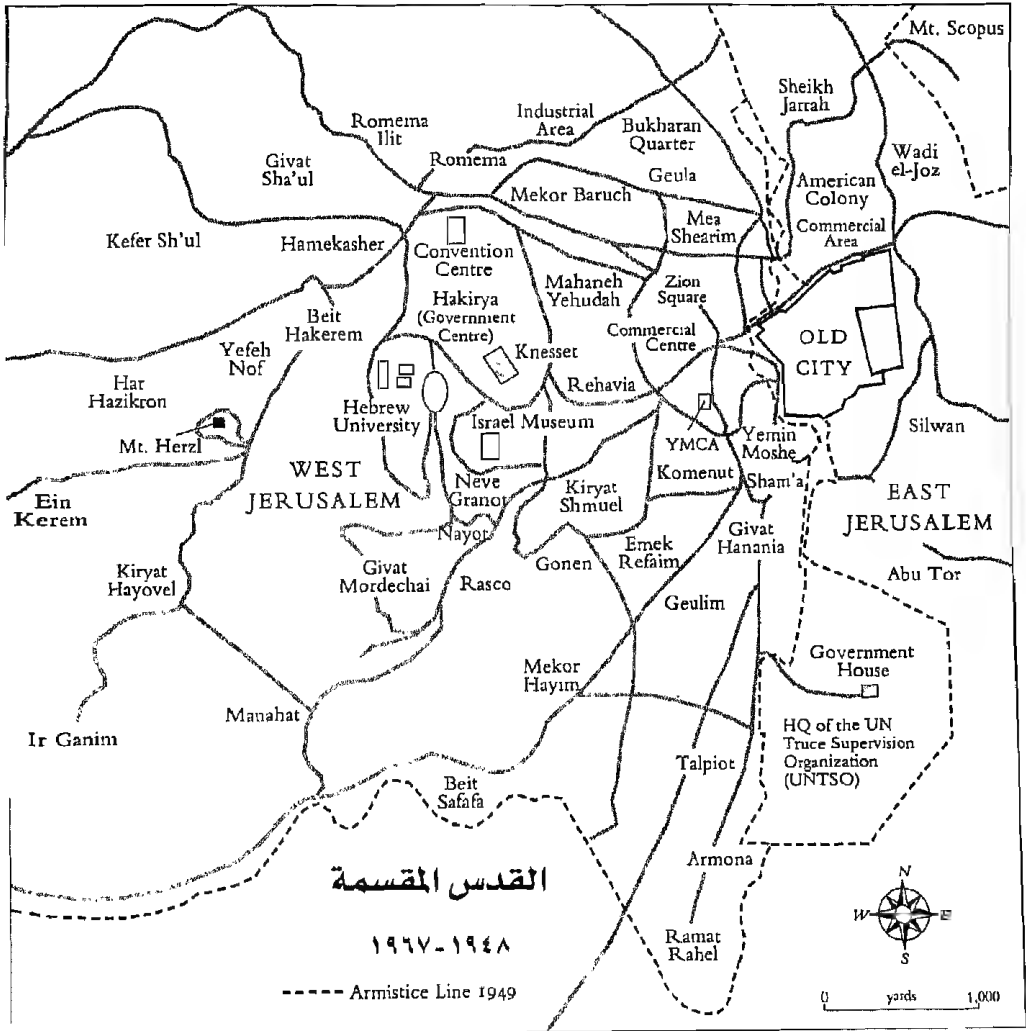 Mt. Scopus
Sheikh
Jarrah
Industrial
Area
Bukharan
Quarter
Romema
Ilit
Romema
Wadi
el-Joz
Givat
Sha'ul
Geula
Mekor Baruch
American
Colony
Mea
Shearim
Commercial
Area
Kefer Sh'ul
Hamekasher
Convention
Centre
Mahaneh
Yehudah
Zion
Square
Hakirya
(Government
Centre)
Beit
Hakerem
Commercial
Centre
OLD
CITY
Yefeh
Nof
Knesset
Har
Hazikron
Rehavia
Hebrew
University
Israel Museum
YMCA
Yemin
Moshe
Silwan
Mt. Herzl
WEST
JERUSALEM
Neve
Granot
Kiryat
Shmuel
Komenut
Sham'a
EAST
JERUSALEM
Ein
Kerem
Nayot
Givat
Hanania
Gonen
Emek
Refaim
Kiryat
Hayovel
Givat
Mordechai
Rasco
Abu Tor
Geulim
Mekor
Hayim
Government
House
Manahat
Ir Ganim
HQ of the UN
Truce Supervision
Organization
(UNTSO)
Talpiot
Beit
Safafa
Armona
القدس المقسمة
١٩٤٨-١٩٦٧
Ramat
Rahel
N
W
E
S
Armistice Line 1949
0 yards 1,000